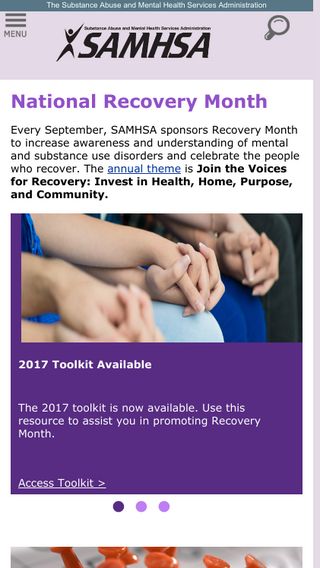 The Substance Abuse and Mental Health Services Administration
MENU
Substance Abuse and Mental Health Services Administration
SAMHSA
National Recovery Month
Every September, SAMHSA sponsors Recovery Month
to increase awareness and understanding of mental
and substance use disorders and celebrate the people
who recover. The annual theme is Join the Voices
for Recovery: Invest in Health, Home, Purpose,
and Community.
2017 Toolkit Available
The 2017 toolkit is now available. Use this
resource to assist you in promoting Recovery
Month.
Access Toolkit >